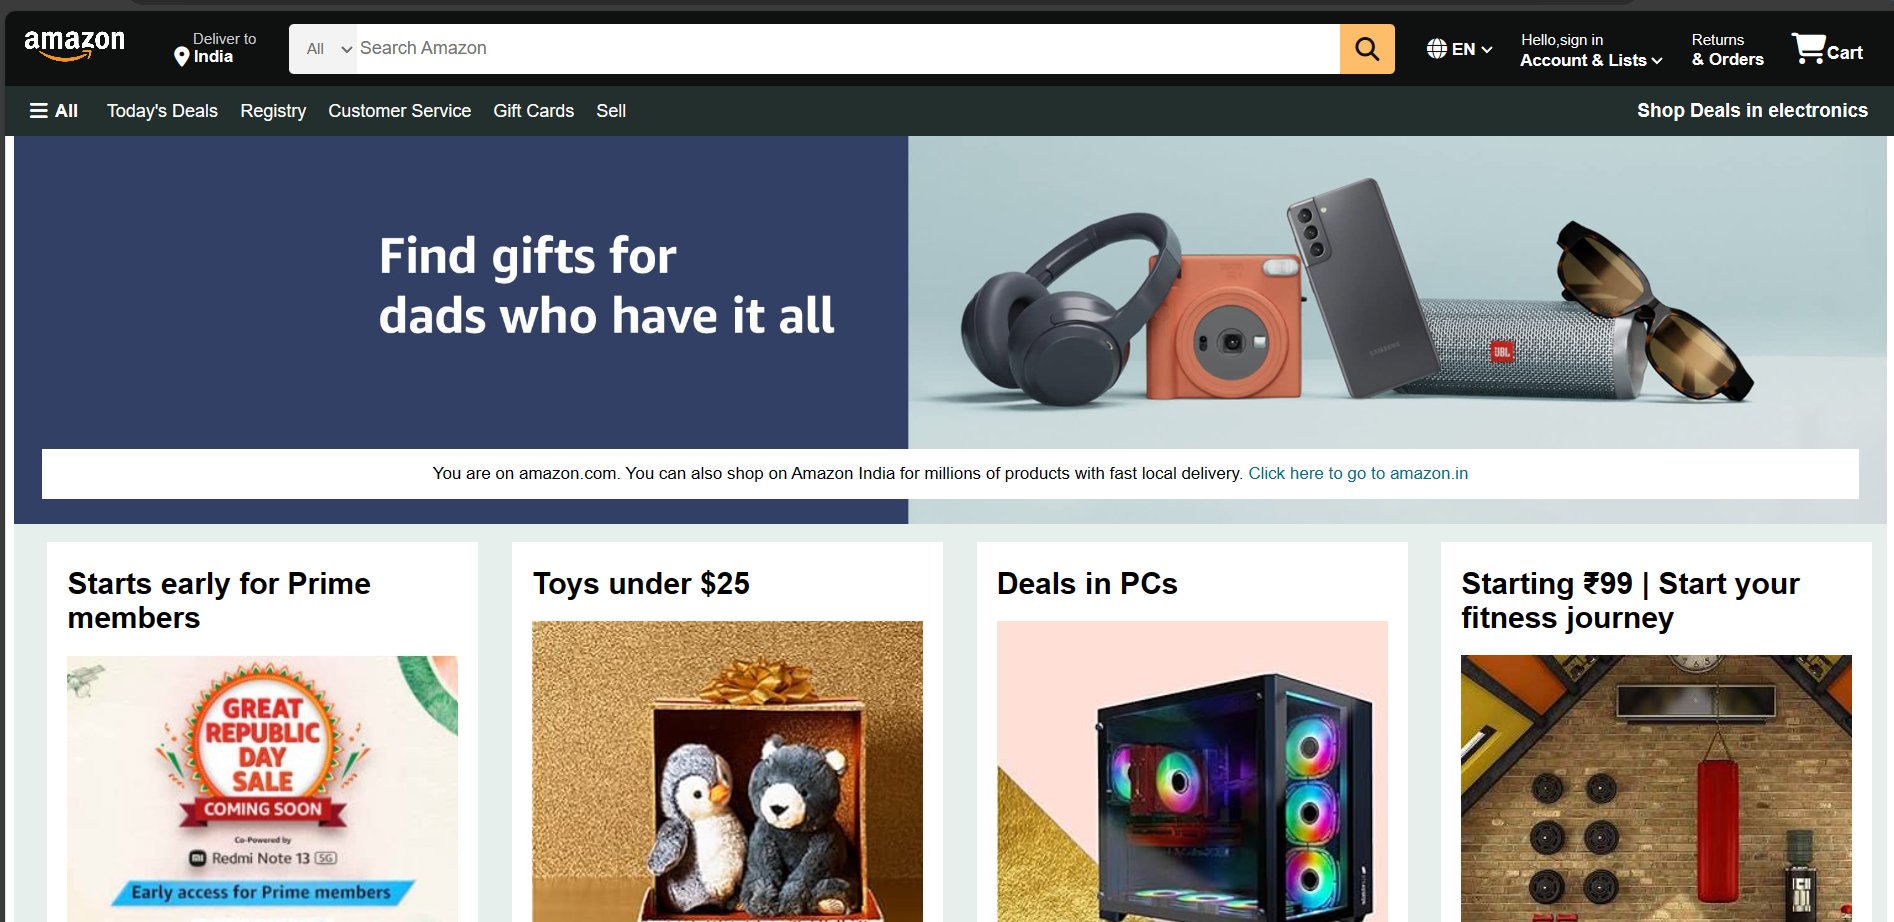 amazon
Deliver to
India
All
Search Amazon
EN
Hello,sign in
Account & Lists
Returns
& Orders
Cart
All
Today's Deals
Registry
Customer Service
Gift Cards
Sell
Shop Deals in electronics
Find gifts for
dads who have it all
SAMSUNG
JBL
You are on amazon.com. You can also shop on Amazon India for millions of products with fast local delivery. Click here to go to amazon.in
Starts early for Prime
members
GREAT
REPUBLIC
DAY
SALE
COMING SOON
Co-Powered by
mi Redmi Note 13 5G
Early access for Prime members
Toys under $25
Deals in PCs
Starting ₹99 | Start your
fitness journey